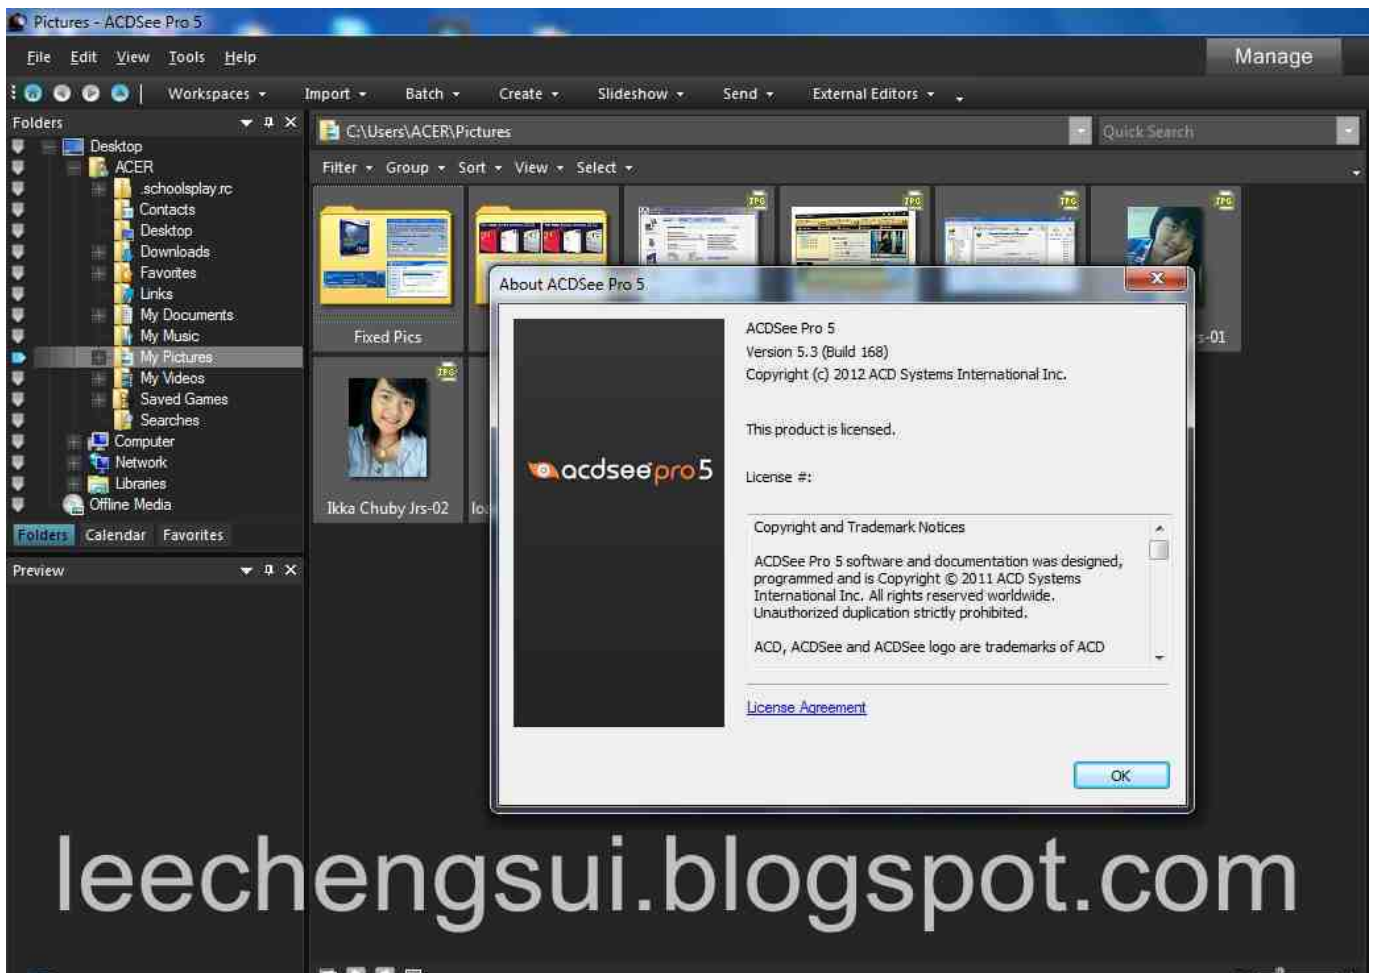 Pictures - ACDSee Pro 5
File Edit View Tools Help
Manage
Workspaces Import Batch Create Slideshow Send External Editors
Folders
C:\Users\ACER\Pictures
Quick Search
Filter Group Sort View Select
Desktop
ACER
.schoolsplay.rc
Contacts
Desktop
Downloads
Favorites
Links
My Documents
My Music
My Pictures
My Videos
Saved Games
Searches
Computer
Network
Libraries
Offline Media
Folders Calendar Favorites
Preview
JPG JPG JPG JPG
Fixed Pics
s-01
JPG
Ikka Chuby Jrs-02
About ACDSee Pro 5
acdsee pro 5
ACDSee Pro 5
Version 5.3 (Build 168)
Copyright (c) 2012 ACD Systems International Inc.
This product is licensed.
License #:
Copyright and Trademark Notices
ACDSee Pro 5 software and documentation was designed,
programmed and is Copyright © 2011 ACD Systems
International Inc. All rights reserved worldwide.
Unauthorized duplication strictly prohibited.
ACD, ACDSee and ACDSee logo are trademarks of ACD
License Agreement
OK
leechengsui.blogspot.com